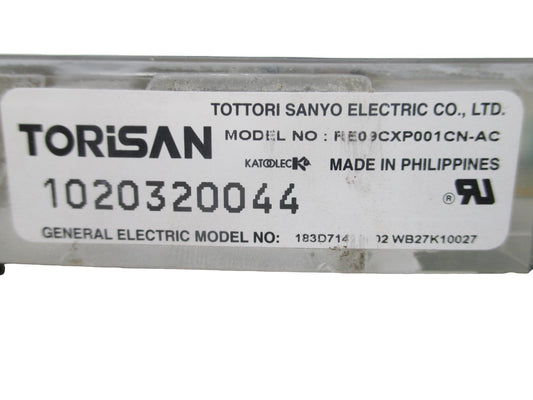 TOTTORI SANYO ELECTRIC CO., LTD.
TORiSAN MODEL NO : RE09CXP001CN-AC
KATOOLEC MADE IN PHILIPPINES
1020320044
GENERAL ELECTRIC MODEL NO: WB27K10027